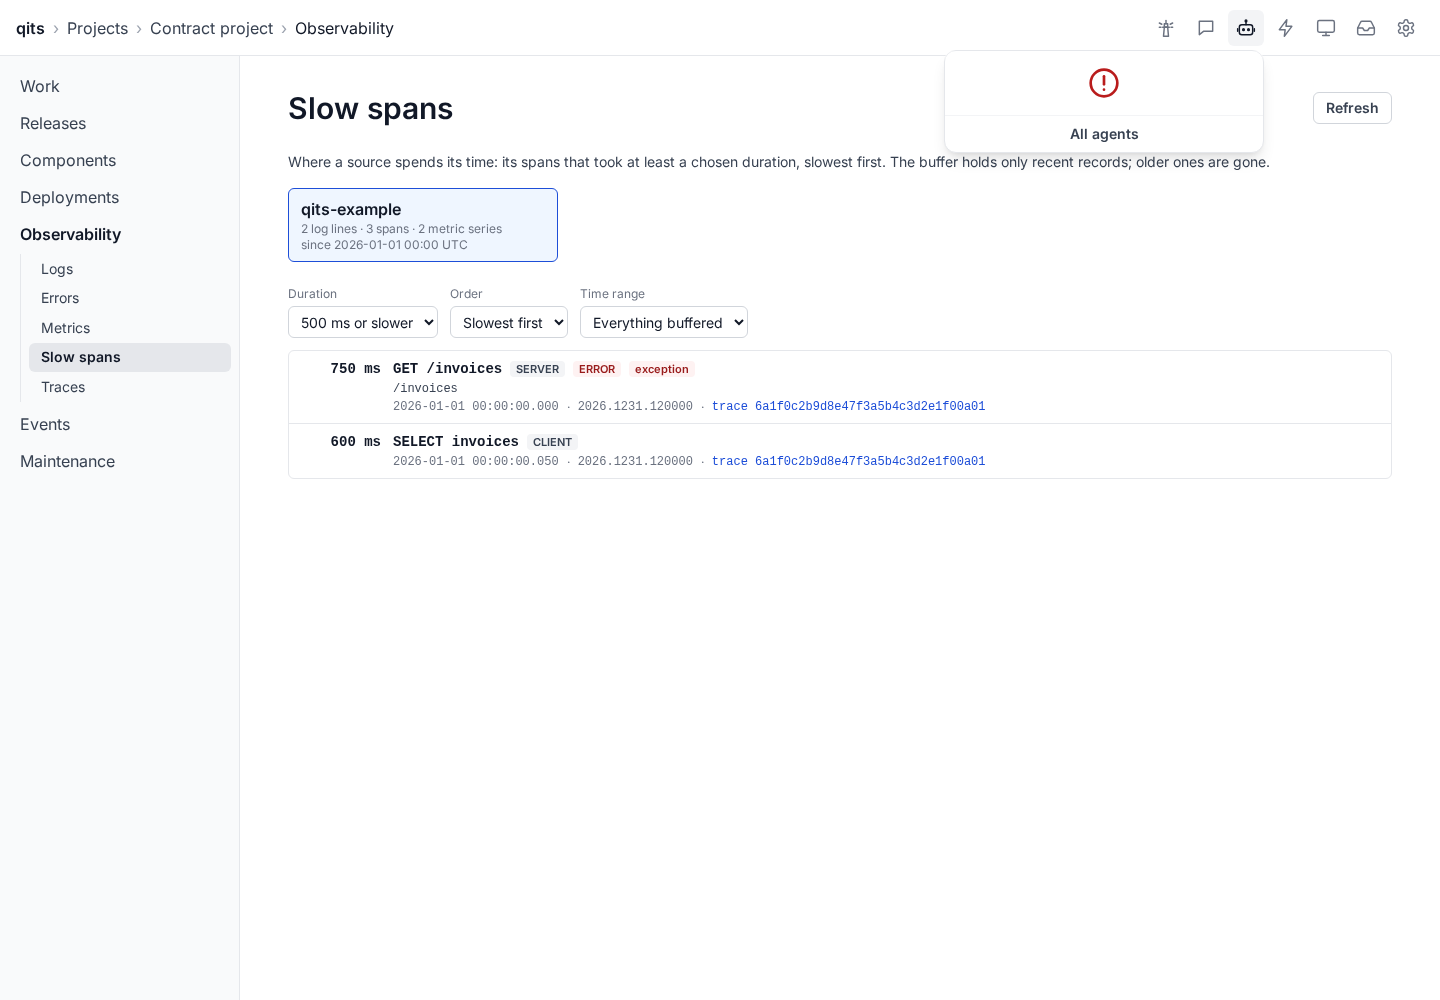 qits › Projects › Contract project › Observability
All agents
Work
Releases
Components
Deployments
Observability
Logs
Errors
Metrics
Slow spans
Traces
Events
Maintenance
Slow spans
Refresh
Where a source spends its time: its spans that took at least a chosen duration, slowest first. The buffer holds only recent records; older ones are gone.
qits-example
2 log lines · 3 spans · 2 metric series
since 2026-01-01 00:00 UTC
Duration Order Time range
500 ms or slower Slowest first Everything buffered
750 ms GET /invoices SERVER ERROR exception
/invoices
2026-01-01 00:00:00.000 · 2026.1231.120000 · trace 6a1f0c2b9d8e47f3a5b4c3d2e1f00a01
600 ms SELECT invoices CLIENT
2026-01-01 00:00:00.050 · 2026.1231.120000 · trace 6a1f0c2b9d8e47f3a5b4c3d2e1f00a01